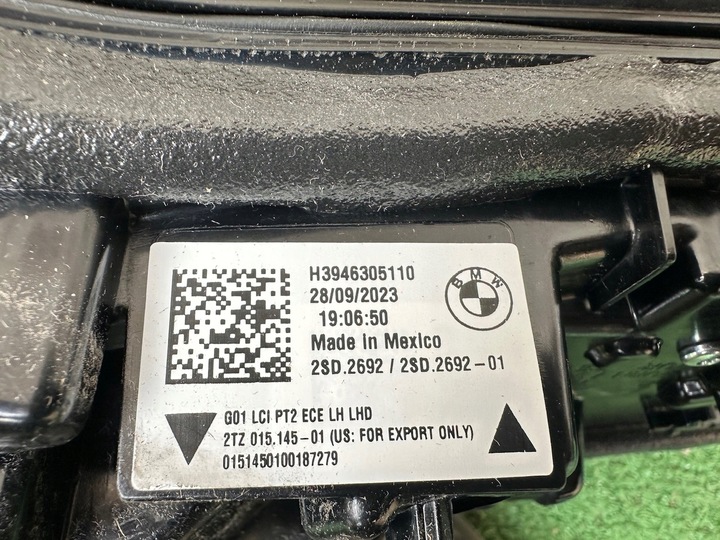 H3946305110
28/09/2023
19:06:50
Made In Mexico
2SD.2692 / 2SD.2692-01
BMW
G01 LCI PT2 ECE LH LHD
2TZ 015.145-01 (US: FOR EXPORT ONLY)
0151450100187279